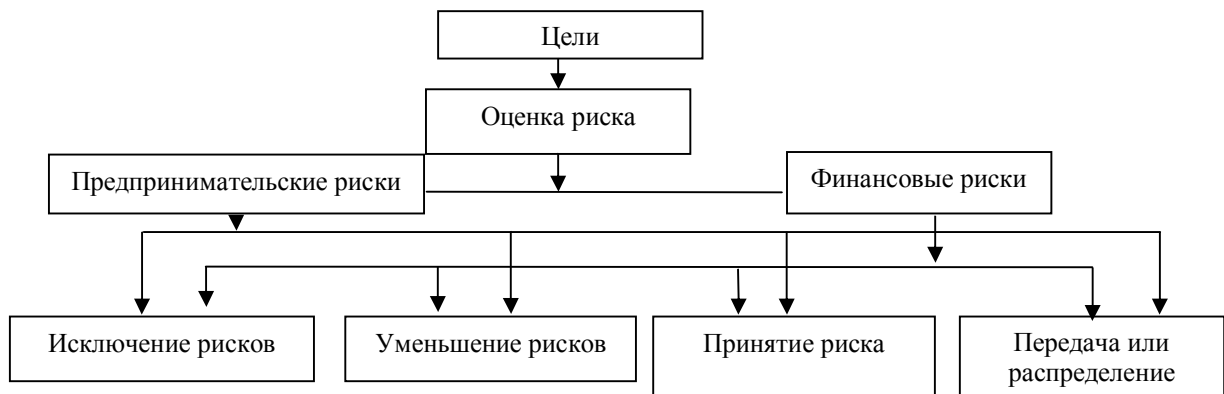 Цели
Оценка риска
Предпринимательские риски
Финансовые риски
Исключение рисков
Уменьшение рисков
Принятие риска
Передача или
распределение